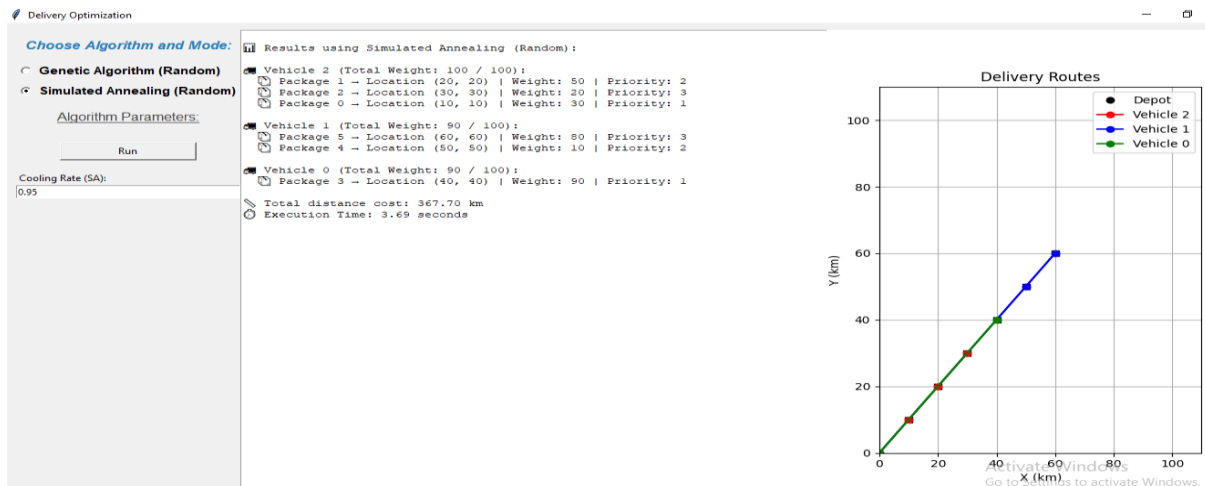 Delivery Optimization
Choose Algorithm and Mode:
Genetic Algorithm (Random)
Simulated Annealing (Random)
Algorithm Parameters:
Run
Cooling Rate (SA):
0.95
Results using Simulated Annealing (Random):
Vehicle 2 (Total Weight: 100 / 100):
Package 1 → Location (20, 20) | Weight: 50 | Priority: 2
Package 2 → Location (30, 30) | Weight: 20 | Priority: 3
Package 0 → Location (10, 10) | Weight: 30 | Priority: 1
Vehicle 1 (Total Weight: 90 / 100):
Package 5 → Location (60, 60) | Weight: 80 | Priority: 3
Package 4 → Location (50, 50) | Weight: 10 | Priority: 2
Vehicle 0 (Total Weight: 90 / 100):
Package 3 → Location (40, 40) | Weight: 90 | Priority: 1
Total distance cost: 367.70 km
Execution Time: 3.69 seconds
Delivery Routes
Depot
Vehicle 2
Vehicle 1
Vehicle 0
Y (km)
100
80
60
40
20
0
0 20 40 60 80 100
X (km)
Activate Windows
Go to Settings to activate Windows.